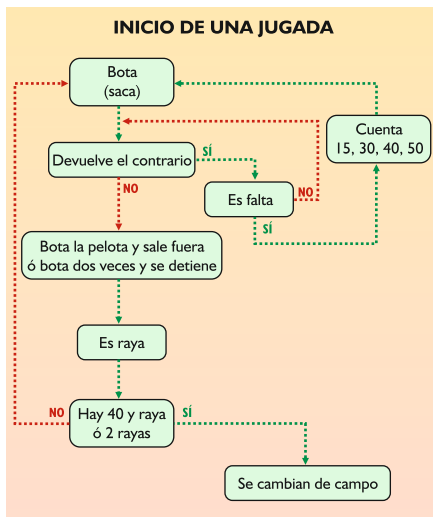 INICIO DE UNA JUGADA
Bota
(saca)
Cuenta
15, 30, 40, 50
Devuelve el contrario
SÍ
NO
Es falta
NO
SÍ
Bota la pelota y sale fuera
ó bota dos veces y se detiene
Es raya
NO
Hay 40 y raya
ó 2 rayas
SÍ
Se cambian de campo